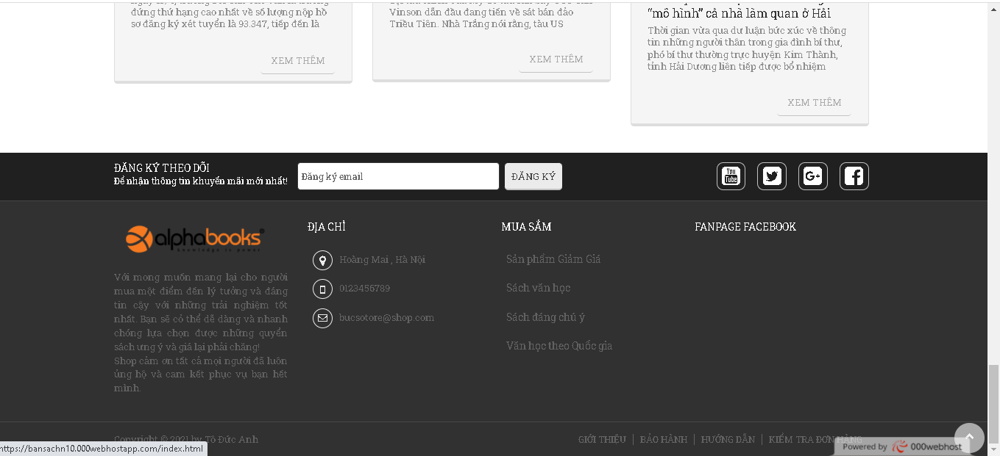 đứng thứ hạng cao nhất về số lượng nộp hồ
sơ đăng ký xét tuyển là 93.347, tiếp đến là
XEM THÊM
Vinson dẫn đầu đang tiến về sát bán đảo
Triều Tiên. Nhà Trắng nói rằng, tàu US
XEM THÊM
“mô hình” cả nhà làm quan ở Hải
Thời gian vừa qua dư luận bức xúc về thông
tin những người thân trong gia đình bí thư,
phó bí thư thường trực huyện Kim Thành,
tỉnh Hải Dương liên tiếp được bổ nhiệm
XEM THÊM
ĐĂNG KÝ THEO DÕI
Để nhận thông tin khuyến mãi mới nhất!
Đăng ký email
ĐĂNG KÝ
You
Tube
G+
alphabooks®
knowledge is power
Với mong muốn mang lại cho người
mua một điểm đến lý tưởng và đáng
tin cậy với những trải nghiệm tốt
nhất. Bạn sẽ có thể dễ dàng và nhanh
chóng lựa chọn được những quyển
sách ưng ý và giá lại phải chăng!
Shop cảm ơn tất cả mọi người đã luôn
ủng hộ và cam kết phục vụ bạn hết
mình.
ĐỊA CHỈ
Hoàng Mai , Hà Nội
0123456789
bucsotore@shop.com
MUA SẮM
Sản phẩm Giảm Giá
Sách văn học
Sách đáng chú ý
Văn học theo Quốc gia
FANPAGE FACEBOOK
Copyright © 2021 by Tô Đức Anh
GIỚI THIỆU | BẢO HÀNH | HƯỚNG DẪN | KIỂM TRA ĐƠN HÀNG
https://bansachn10.000webhostapp.com/index.html
Powered by 000webhost